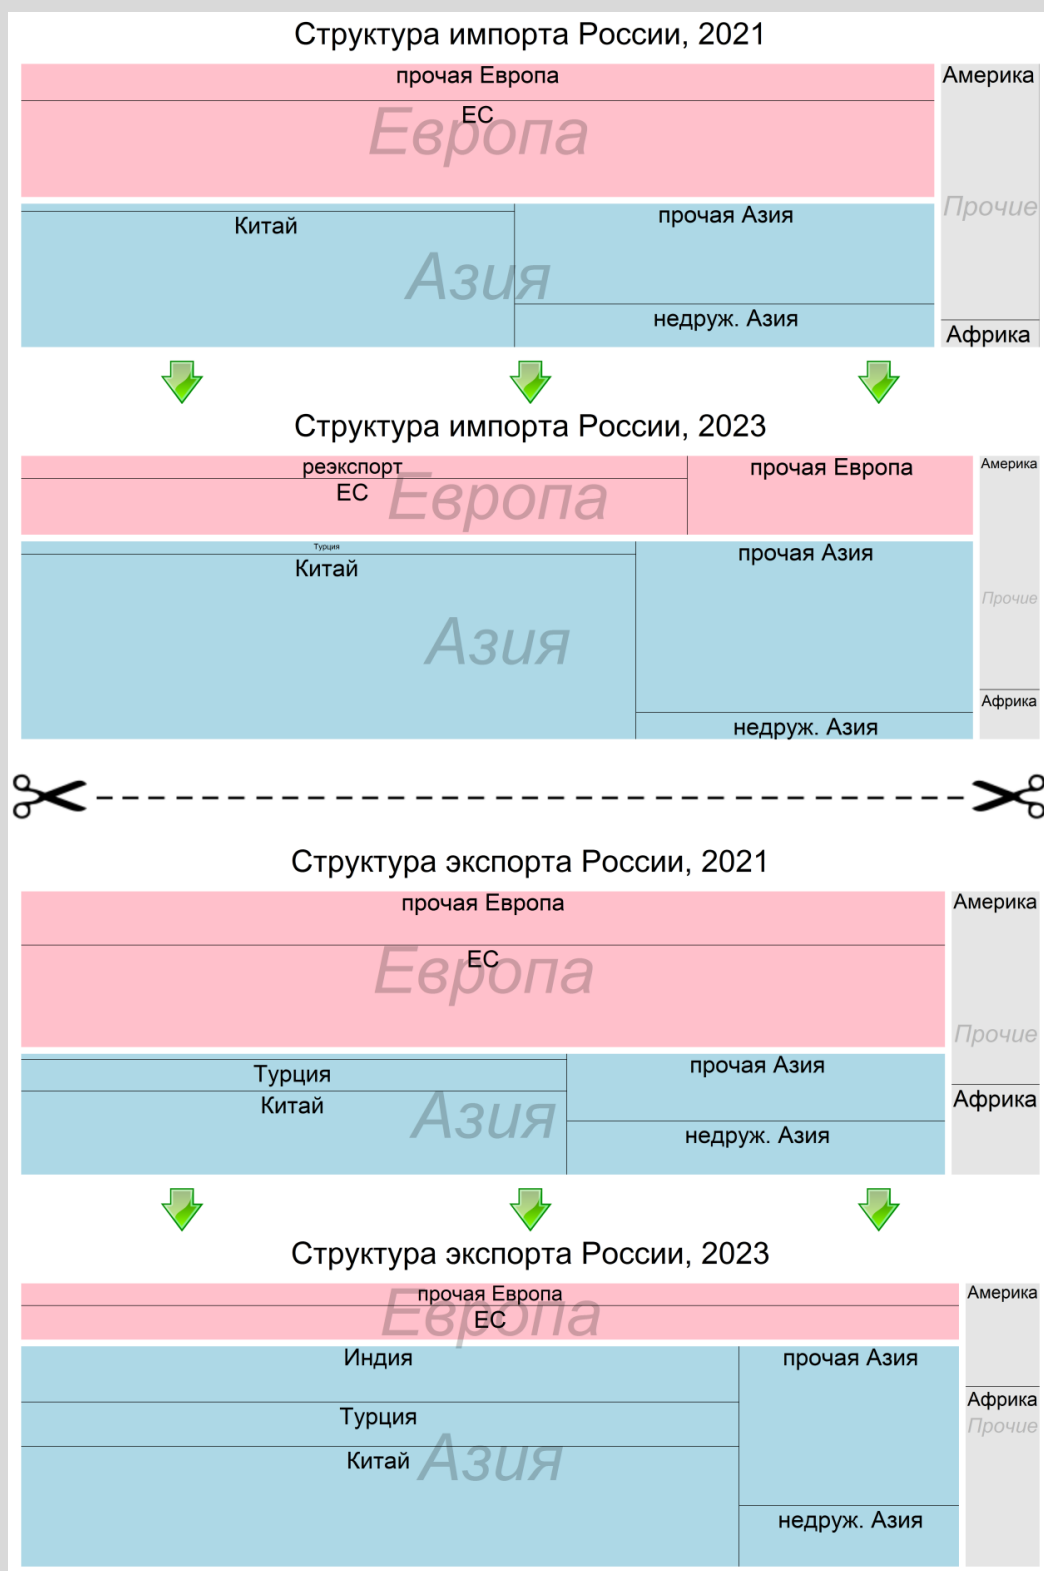 Структура импорта России, 2021
прочая Европа
Америка
ЕС
Европа
Китай
прочая Азия
Прочие
Азия
недруж. Азия
Африка
Структура импорта России, 2023
реэкспорт
прочая Европа
Америка
ЕС
Европа
Турция
прочая Азия
Китай
Прочие
Азия
недруж. Азия
Африка
Структура экспорта России, 2021
прочая Европа
Америка
ЕС
Европа
Прочие
Турция
прочая Азия
Китай
Азия
недруж. Азия
Африка
Структура экспорта России, 2023
прочая Европа
Америка
Европа
ЕС
Индия
прочая Азия
Турция
Африка
Прочие
Китай
Азия
недруж. Азия